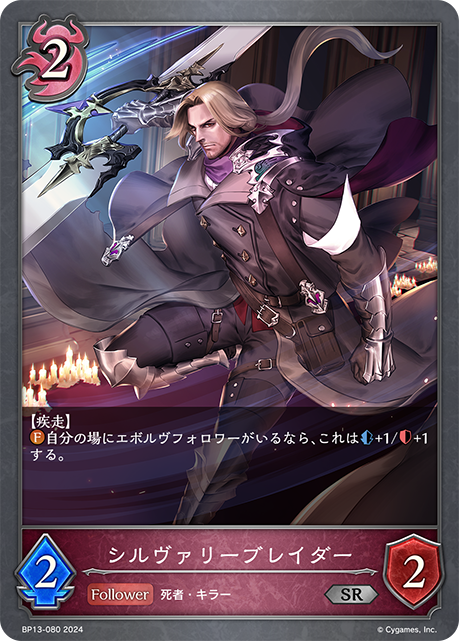 2
【疾走】
F自分の場にエボルヴフォロワーがいるなら、これは+1/+1
する。
シルヴァリーブレイダー
2
Follower 死者・キラー
SR
2
BP13-080 2024
© Cygames, Inc.